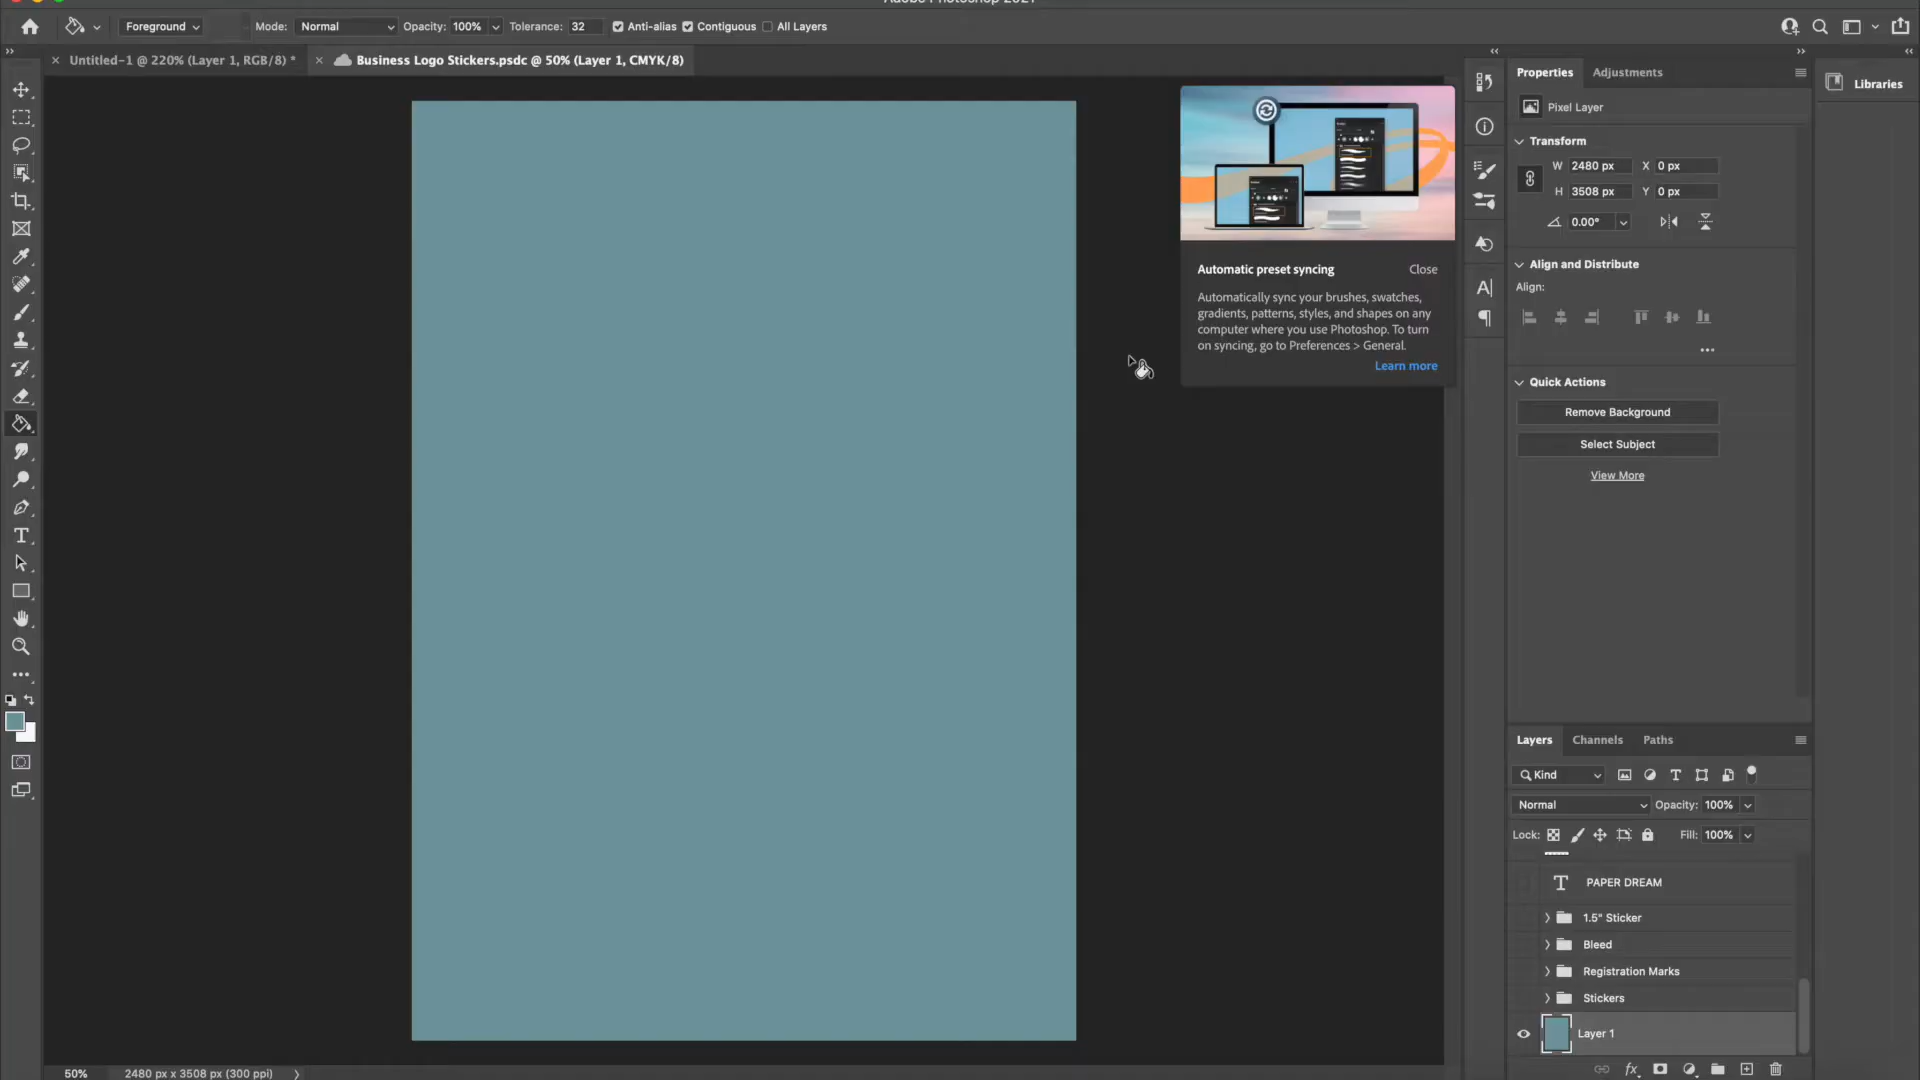 Adobe Photoshop 2021
Foreground
Mode: Normal
Opacity: 100%
Tolerance: 32
Anti-alias
Contiguous
All Layers
Untitled-1 @ 220% (Layer 1, RGB/8) *
Business Logo Stickers.psdc @ 50% (Layer 1, CMYK/8)
Automatic preset syncing
Close
Automatically sync your brushes, swatches,
gradients, patterns, styles, and shapes on any
computer where you use Photoshop. To turn
on syncing, go to Preferences > General.
Learn more
Properties
Adjustments
Libraries
Pixel Layer
Transform
W 2480 px X 0 px
H 3508 px Y 0 px
0.00°
Align and Distribute
Align:
Quick Actions
Remove Background
Select Subject
View More
Layers
Channels
Paths
Kind
Normal
Opacity: 100%
Lock:
Fill: 100%
PAPER DREAM
1.5" Sticker
Bleed
Registration Marks
Stickers
Layer 1
50%
2480 px x 3508 px (300 ppi)